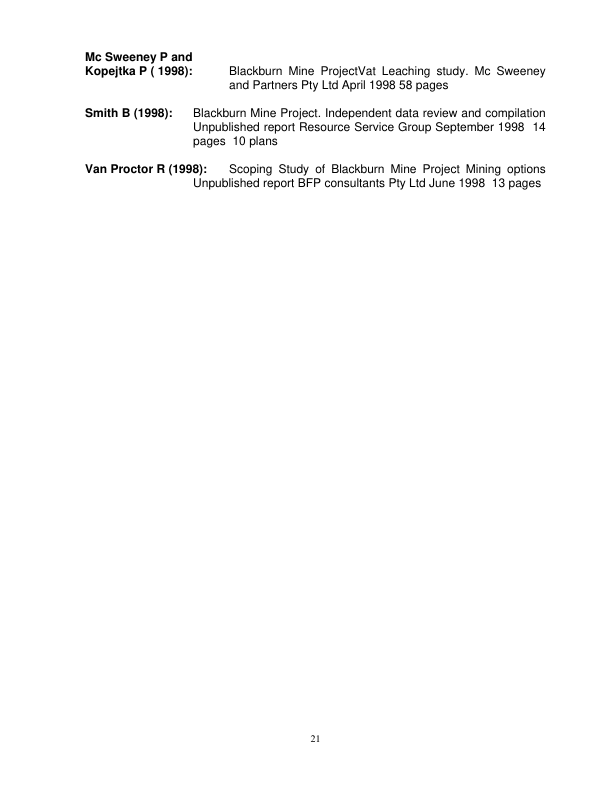 Mc Sweeney P and
Kopejtka P ( 1998): Blackburn Mine ProjectVat Leaching study. Mc Sweeney
and Partners Pty Ltd April 1998 58 pages
Smith B (1998): Blackburn Mine Project. Independent data review and compilation
Unpublished report Resource Service Group September 1998  14
pages  10 plans
Van Proctor R (1998): Scoping Study of Blackburn Mine Project Mining options
Unpublished report BFP consultants Pty Ltd June 1998  13 pages
21